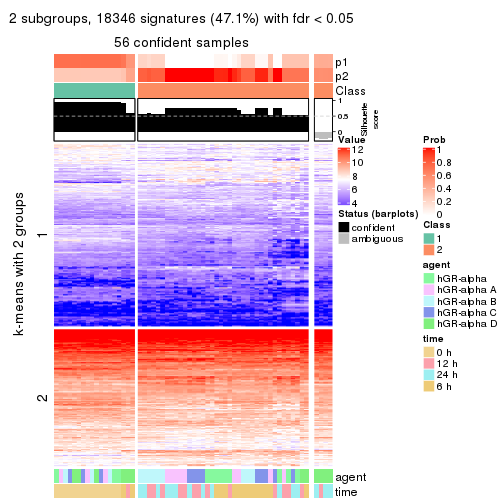 2 subgroups, 18346 signatures (47.1%) with fdr < 0.05
56 confident samples
p1
p2
Class
1
0.5
0
Silhouette
score
k-means with 2 groups
1
2
agent
time
Value
12
10
8
6
4
Status (barplots)
confident
ambiguous
Prob
1
0.8
0.6
0.4
0.2
0
Class
1
2
agent
hGR-alpha
hGR-alpha A
hGR-alpha B
hGR-alpha C
hGR-alpha D
time
0 h
12 h
24 h
6 h